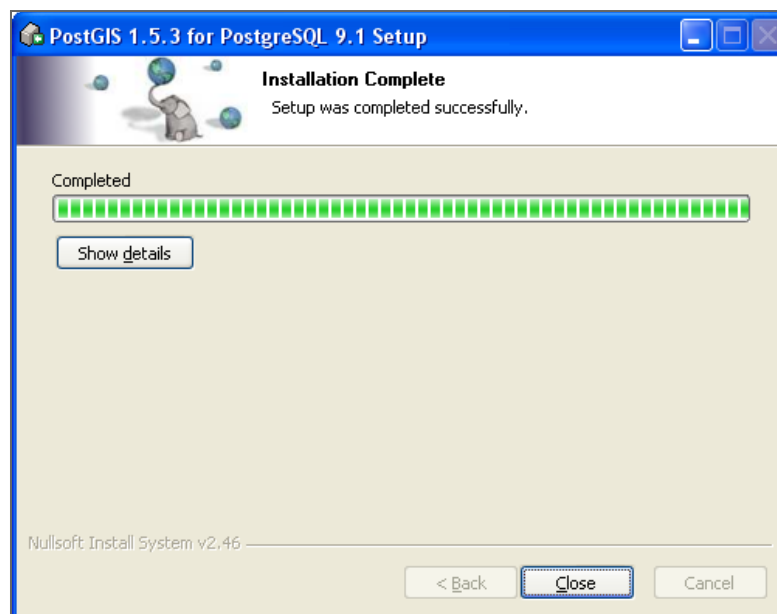 PostGIS 1.5.3 for PostgreSQL 9.1 Setup
Installation Complete
Setup was completed successfully.
Completed
Show details
Nullsoft Install System v2.46
< Back
Close
Cancel